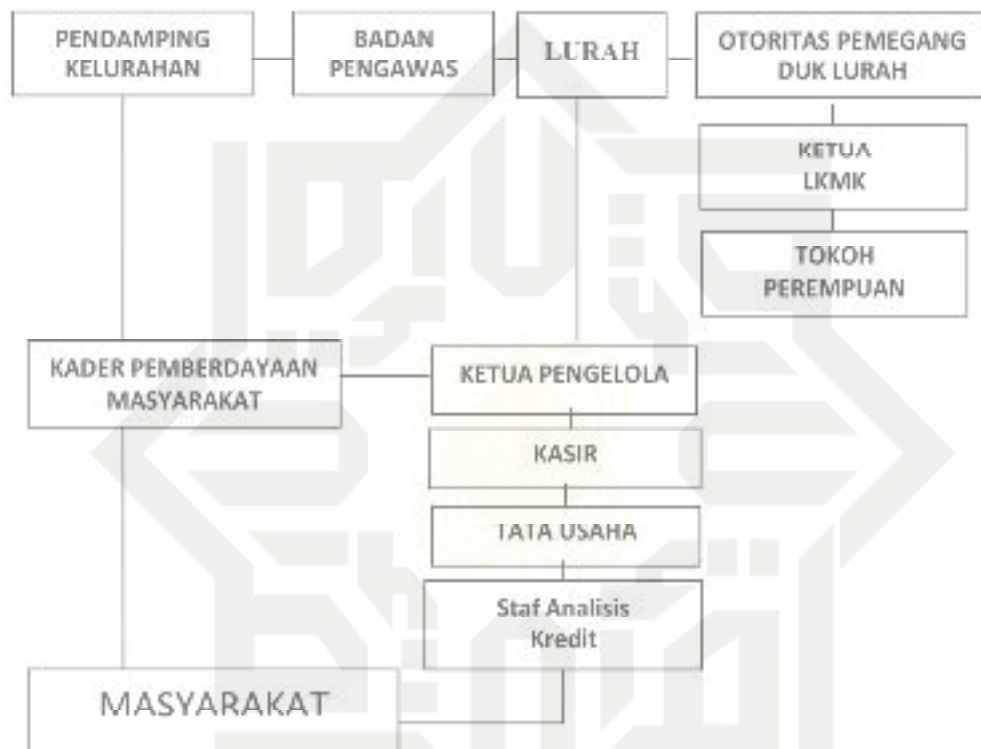 PENDAMPING
KELURAHAN
BADAN
PENGAWAS
LURAH
OTORITAS PEMEGANG
DUK LURAH
KETUA
LKMK
TOKOH
PEREMPUAN
KADER PEMBERDAYAAN
MASYARAKAT
KETUA PENGELOLA
KASIR
TATA USAHA
Staf Analisis
Kredit
MASYARAKAT